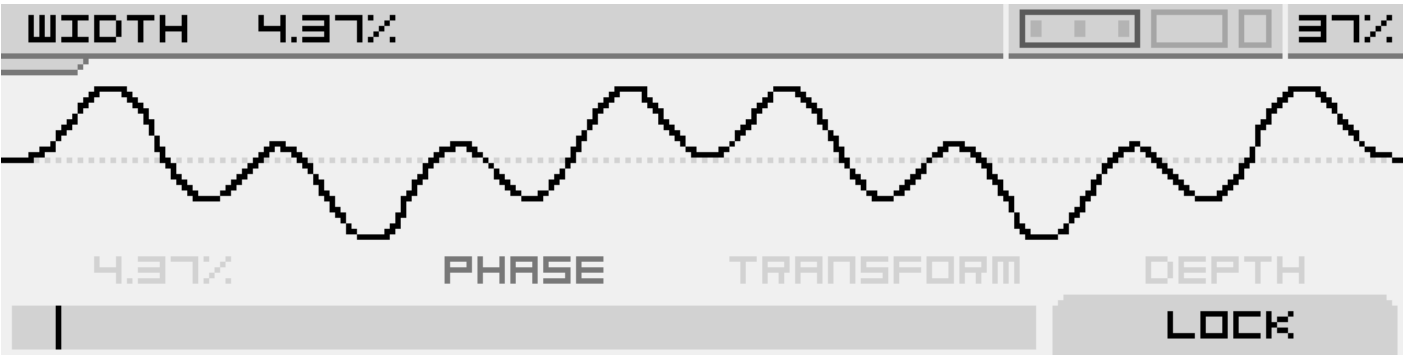 WIDTH 4.37% 37%
4.37% PHASE TRANSFORM DEPTH
LOCK